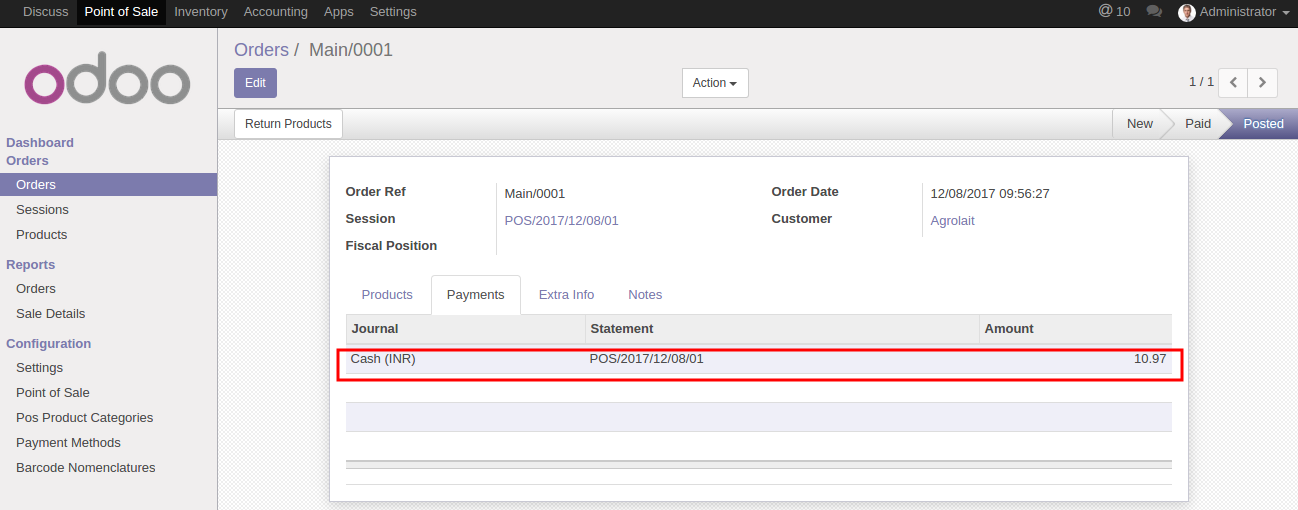 Discuss Point of Sale Inventory Accounting Apps Settings @ 10 Administrator
odoo
Orders / Main/0001
Edit Action 1 / 1
Return Products New Paid Posted
Dashboard
Orders
Orders
Sessions
Products
Reports
Orders
Sale Details
Configuration
Settings
Point of Sale
Pos Product Categories
Payment Methods
Barcode Nomenclatures
Order Ref Main/0001 Order Date 12/08/2017 09:56:27
Session POS/2017/12/08/01 Customer Agrolait
Fiscal Position
Products Payments Extra Info Notes
Journal Statement Amount
Cash (INR) POS/2017/12/08/01 10.97